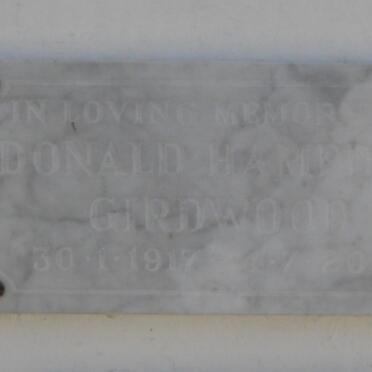 IN LOVING MEMOR
DONALD
GIRDWOOD
30·1·1917